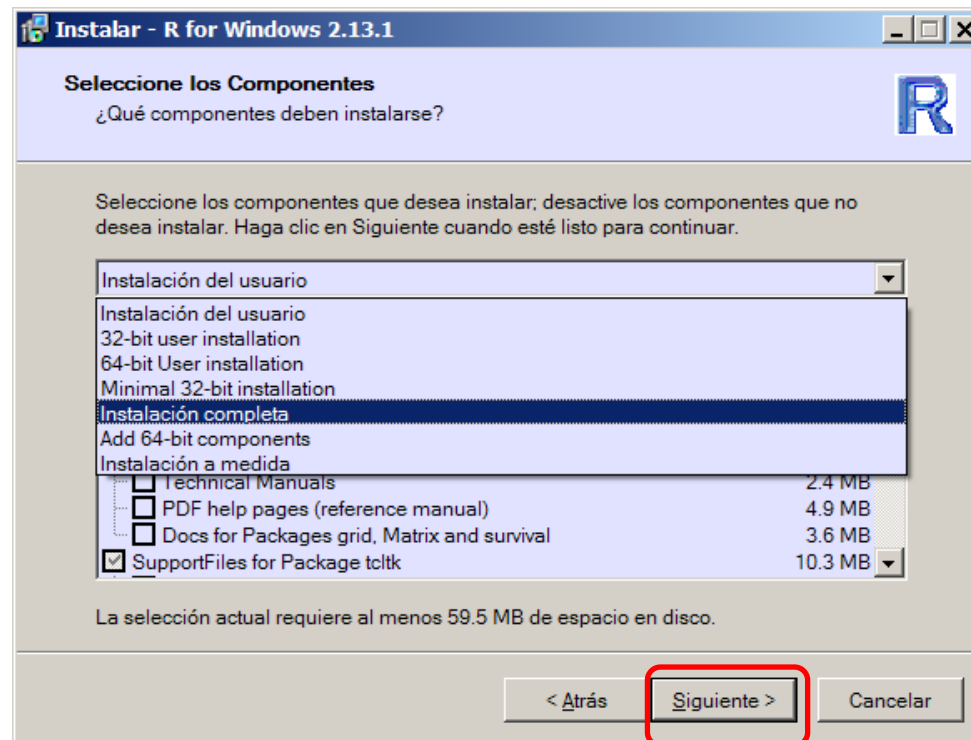 Instalar - R for Windows 2.13.1
Seleccione los Componentes
¿Qué componentes deben instalarse?
R
Seleccione los componentes que desea instalar; desactive los componentes que no
desea instalar. Haga clic en Siguiente cuando esté listo para continuar.
Instalación del usuario
Instalación del usuario
32-bit user installation
64-bit User installation
Minimal 32-bit installation
Instalación completa
Add 64-bit components
Instalación a medida
Technical Manuals 2.4 MB
PDF help pages (reference manual) 4.9 MB
Docs for Packages grid, Matrix and survival 3.6 MB
SupportFiles for Package tcltk 10.3 MB
La selección actual requiere al menos 59.5 MB de espacio en disco.
< Atrás Siguiente > Cancelar